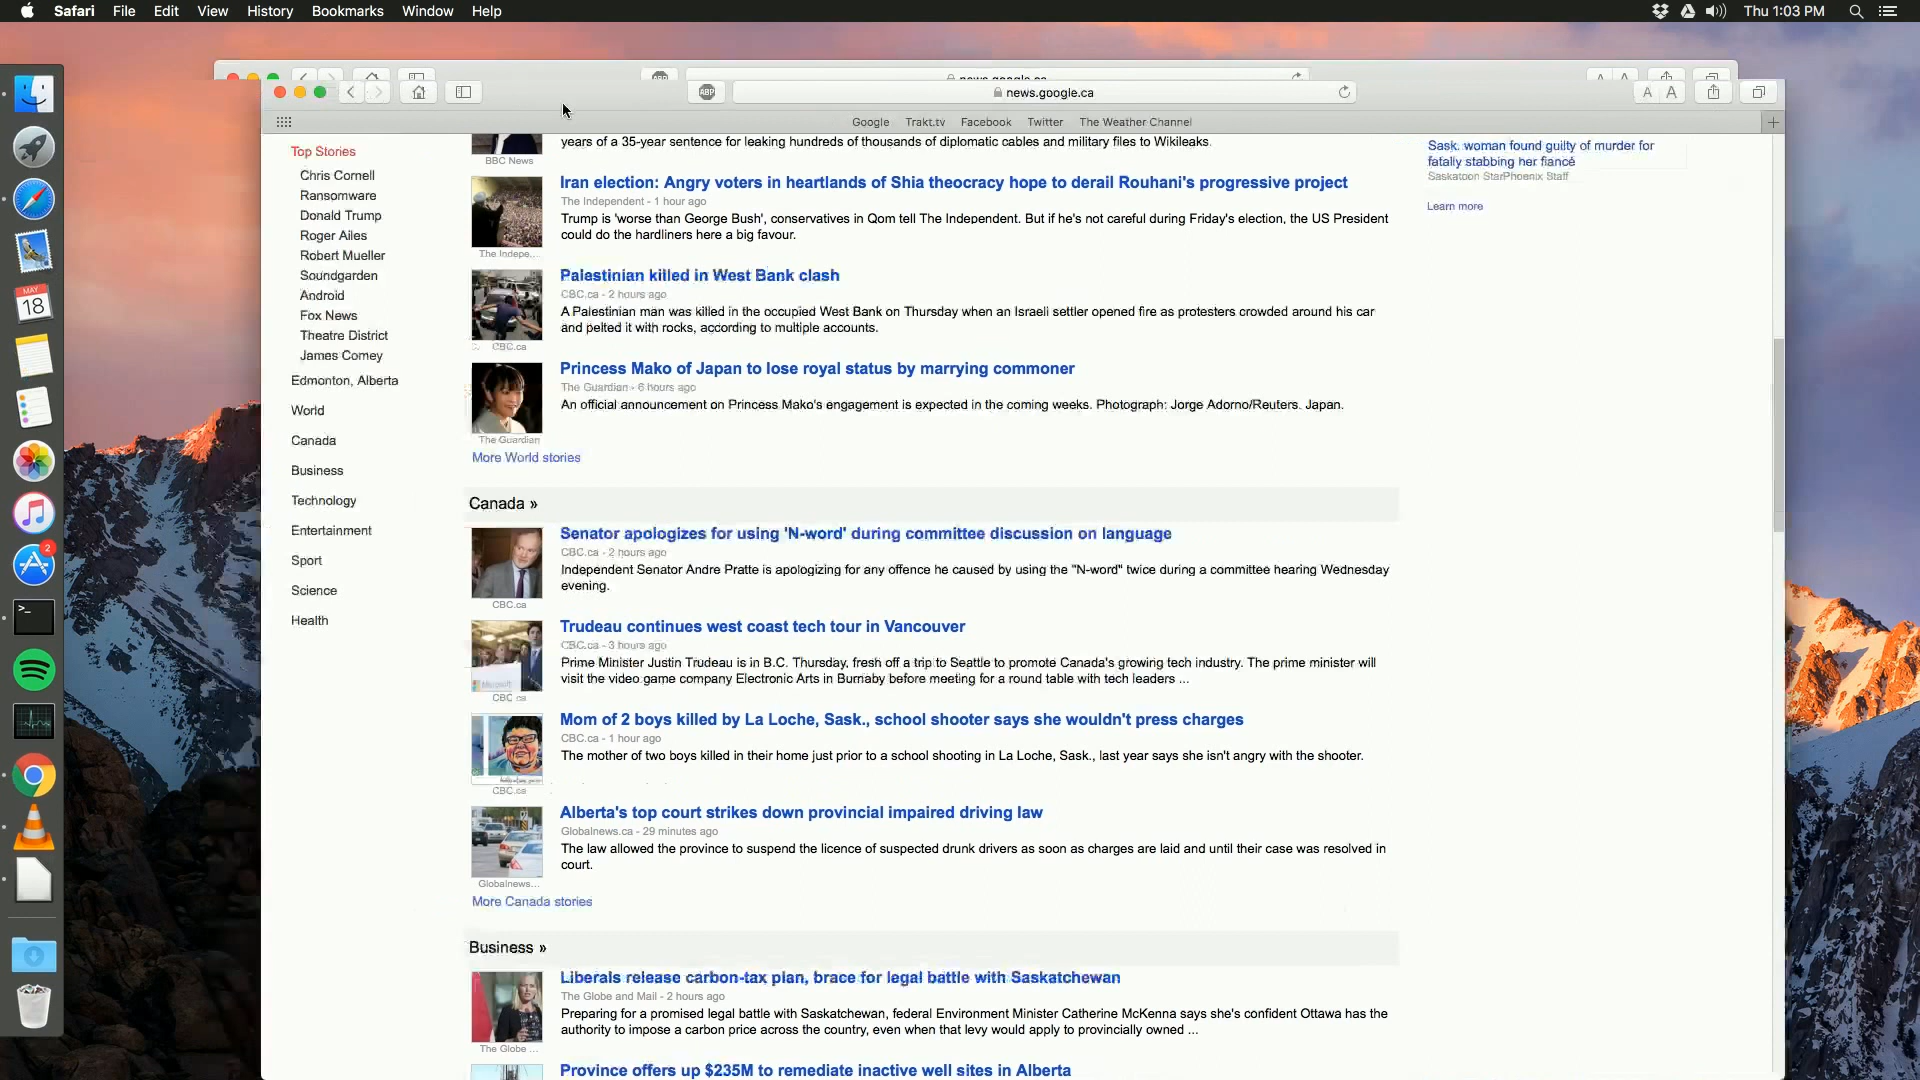 Safari File Edit View History Bookmarks Window Help
Thu 1:03 PM
news.google.ca
ABP
news.google.ca
A A
Google Trakt.tv Facebook Twitter The Weather Channel
Top Stories
Chris Cornell
Ransomware
Donald Trump
Roger Ailes
Robert Mueller
Soundgarden
Android
Fox News
Theatre District
James Comey
Edmonton, Alberta
World
Canada
Business
Technology
Entertainment
Sport
Science
Health
years of a 35-year sentence for leaking hundreds of thousands of diplomatic cables and military files to Wikileaks.
BBC News
Iran election: Angry voters in heartlands of Shia theocracy hope to derail Rouhani's progressive project
The Independent - 1 hour ago
Trump is 'worse than George Bush', conservatives in Qom tell The Independent. But if he's not careful during Friday's election, the US President
could do the hardliners here a big favour.
The Indepe...
Palestinian killed in West Bank clash
CBC.ca - 2 hours ago
A Palestinian man was killed in the occupied West Bank on Thursday when an Israeli settler opened fire as protesters crowded around his car
and pelted it with rocks, according to multiple accounts.
CBC.ca
Princess Mako of Japan to lose royal status by marrying commoner
The Guardian - 6 hours ago
An official announcement on Princess Mako's engagement is expected in the coming weeks. Photograph: Jorge Adorno/Reuters. Japan.
The Guardian
More World stories
Canada »
Senator apologizes for using 'N-word' during committee discussion on language
CBC.ca - 2 hours ago
Independent Senator Andre Pratte is apologizing for any offence he caused by using the "N-word" twice during a committee hearing Wednesday
evening.
CBC.ca
Trudeau continues west coast tech tour in Vancouver
CBC.ca - 3 hours ago
Prime Minister Justin Trudeau is in B.C. Thursday, fresh off a trip to Seattle to promote Canada's growing tech industry. The prime minister will
visit the video game company Electronic Arts in Burnaby before meeting for a round table with tech leaders ...
Microsoft
CBC.ca
Mom of 2 boys killed by La Loche, Sask., school shooter says she wouldn't press charges
CBC.ca - 1 hour ago
The mother of two boys killed in their home just prior to a school shooting in La Loche, Sask., last year says she isn't angry with the shooter.
CBC.ca
Alberta's top court strikes down provincial impaired driving law
Globalnews.ca - 29 minutes ago
The law allowed the province to suspend the licence of suspected drunk drivers as soon as charges are laid and until their case was resolved in
court.
Globalnews...
More Canada stories
Business »
Liberals release carbon-tax plan, brace for legal battle with Saskatchewan
The Globe and Mail - 2 hours ago
Preparing for a promised legal battle with Saskatchewan, federal Environment Minister Catherine McKenna says she's confident Ottawa has the
authority to impose a carbon price across the country, even when that levy would apply to provincially owned ...
The Globe ...
Province offers up $235M to remediate inactive well sites in Alberta
Sask. woman found guilty of murder for
fatally stabbing her fiancé
Saskatoon StarPhoenix Staff
Learn more
MAY
18
2